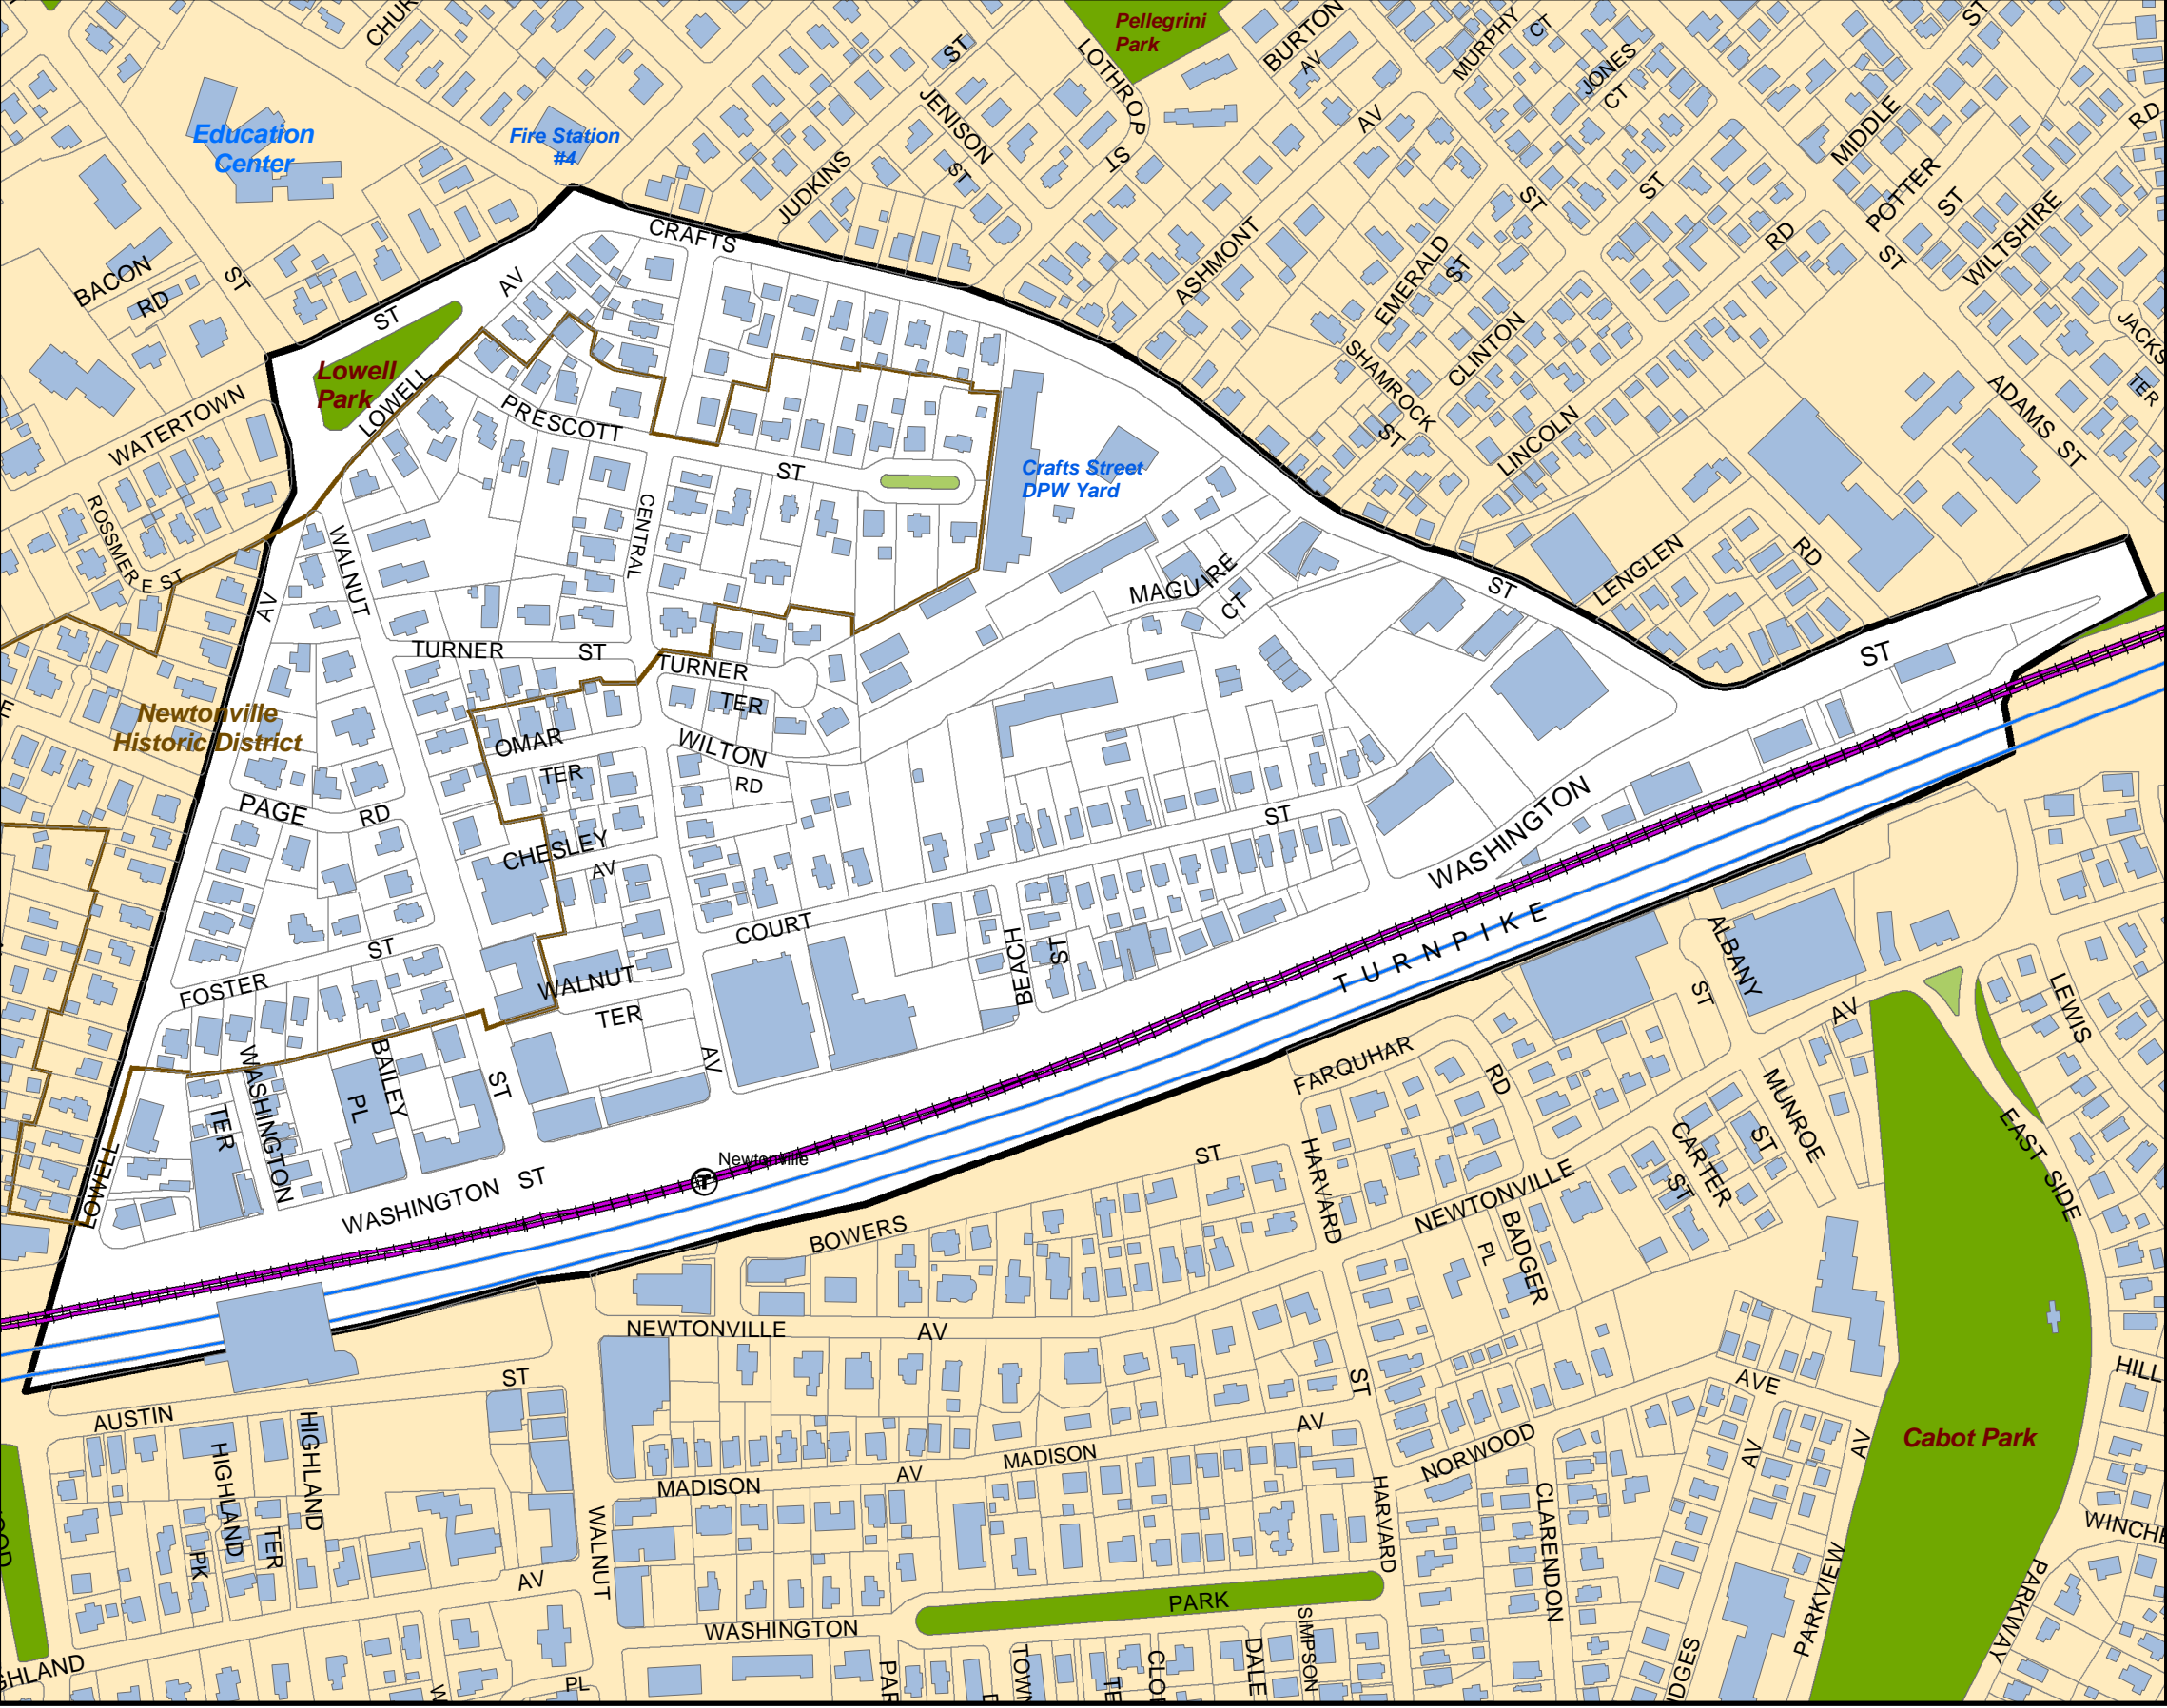 Pellegrini
Park
BURTON
AV
MURPHY
CT
JONES
CT
ST
LOTHROP
ST
ST
JENISON
ST
Education
Center
Fire Station
#4
JUDKINS
AV
MIDDLE
ST
RD
POTTER
ST
WILTSHIRE
ST
ST
RD
CRAFTS
ASHMONT
EMERALD
ST
BACON
RD
ST
AV
ST
SHAMROCK
ST
CLINTON
LINCOLN
TER
ADAMS ST
Lowell
Park
LOWELL
PRESCOTT
ST
WATERTOWN
Crafts Street
DPW Yard
ROSSMERE ST
WALNUT
CENTRAL
MAGUIRE
CT
ST
LENGLEN
RD
AV
TURNER
ST
TURNER
TER
ST
Newtonville
Historic District
OMAR
TER
WILTON
RD
PAGE
RD
CHESLEY
AV
ST
WASHINGTON
COURT
BEACH
ST
TURNPIKE
ALBANY
ST
ST
FOSTER
WALNUT
TER
AV
LEWIS
AV
WASHINGTON
TER
BAILEY
PL
ST
FARQUHAR
RD
MUNROE
CARTER
ST
ST
EAST SIDE
LOWELL
Newtonville
WASHINGTON ST
ST
HARVARD
NEWTONVILLE
BADGER
PL
BOWERS
NEWTONVILLE
AV
ST
HILL
AUSTIN
ST
AVE
AV
Cabot Park
HIGHLAND
HIGHLAND
MADISON
AV
MADISON
AV
NORWOOD
AV
AV
PK
TER
WALNUT
HARVARD
CLARENDON
PARKVIEW
PARKWAY
AV
PARK
WASHINGTON
SIMPSON
DALE
PL